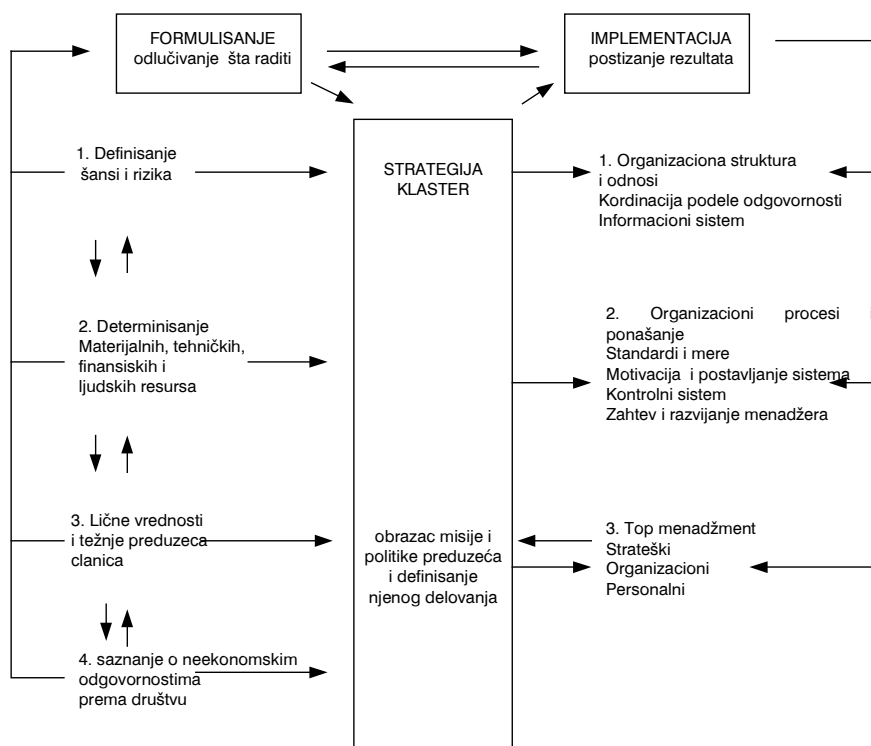 FORMULISANJE
odlučivanje šta raditi
IMPLEMENTACIJA
postizanje rezultata
1. Definisanje
šansi i rizika
2. Determinisanje
Materijalnih, tehničkih,
finansiskih i
ljudskih resursa
3. Lične vrednosti
i težnje preduzeca
clanica
4. saznanje o neekonomskim
odgovornostima
prema društvu
STRATEGIJA
KLASTER
obrazac misije i
politike preduzeća
i definisanje
njenog delovanja
1. Organizaciona struktura
i odnosi
Kordinacija podele odgovornosti
Informacioni sistem
2. Organizacioni procesi i
ponašanje
Standardi i mere
Motivacija i postavljanje sistema
Kontrolni sistem
Zahtev i razvijanje menadžera
3. Top menadžment
Strateški
Organizacioni
Personalni